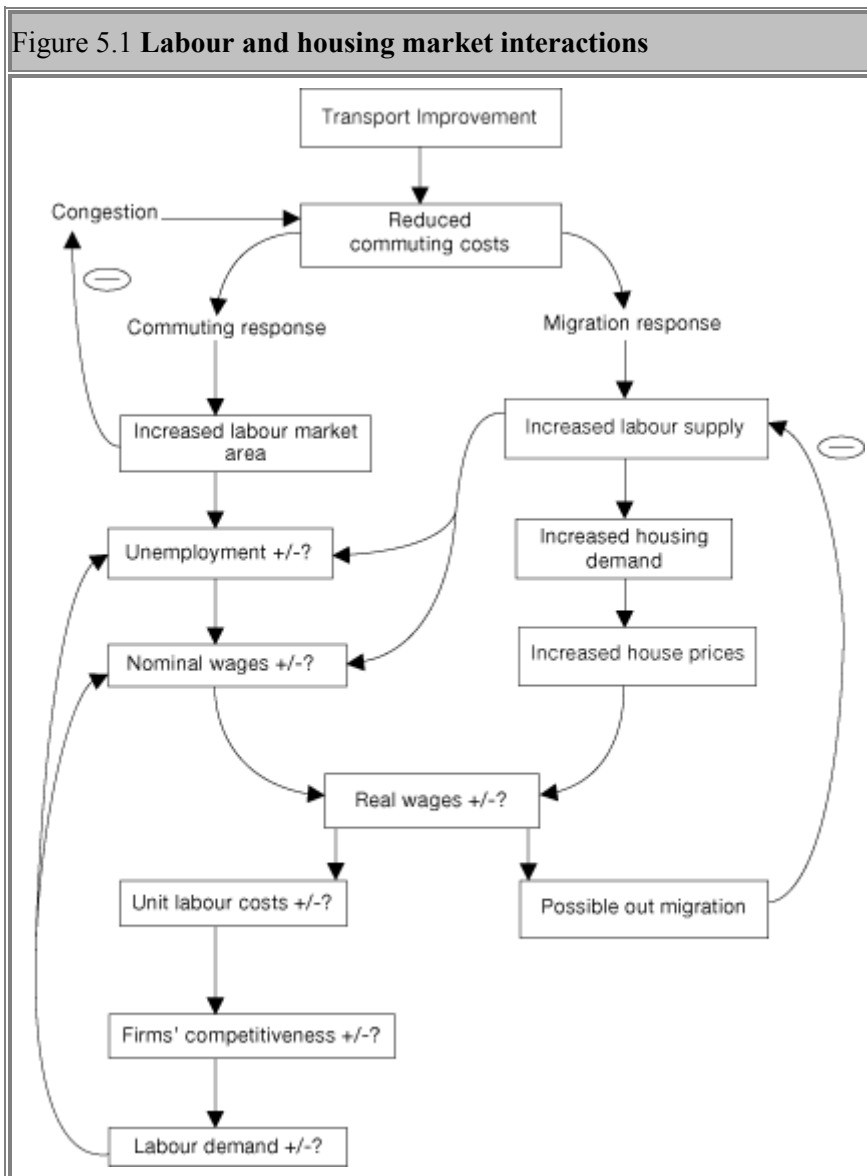 Figure 5.1 Labour and housing market interactions
Transport Improvement
Congestion
Reduced
commuting costs
Commuting response
Migration response
Increased labour market
area
Increased labour supply
Unemployment +/-?
Increased housing
demand
Nominal wages +/-?
Increased house prices
Real wages +/-?
Unit labour costs +/-?
Possible out migration
Firms' competitiveness +/-?
Labour demand +/-?